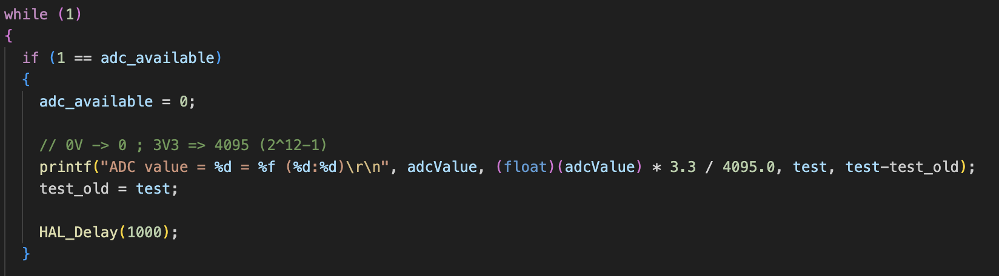 while (1)
{
if (1 == adc_available)
{
adc_available = 0;
// 0V -> 0 ; 3V3 => 4095 (2^12-1)
printf("ADC value = %d = %f (%d:%d)\r\n", adcValue, (float)(adcValue) * 3.3 / 4095.0, test, test-test_old);
test_old = test;
HAL_Delay(1000);
}